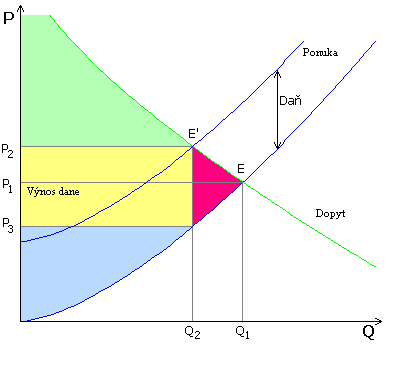 P
Ponuka
Daň
E'
P2
E
P1
Výnos dane
Dopyt
P3
Q2
Q1
Q